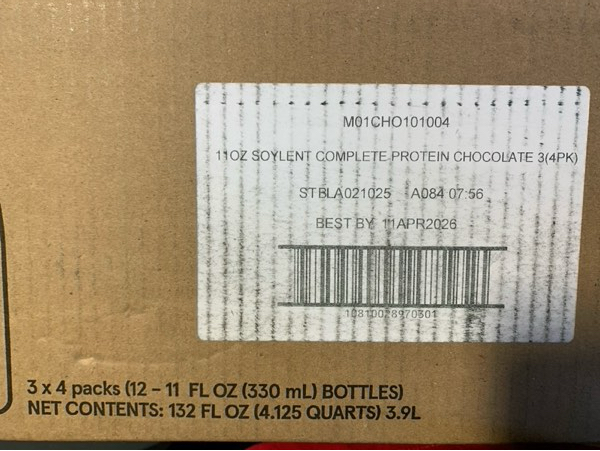 M01CHO101004
11OZ SOYLENT COMPLETE PROTEIN CHOCOLATE 3(4PK)
STBLA021025 A084 07:56
BEST BY 11APR2026
10810028970301
3 x 4 packs (12 – 11 FL OZ (330 mL) BOTTLES)
NET CONTENTS: 132 FL OZ (4.125 QUARTS) 3.9L